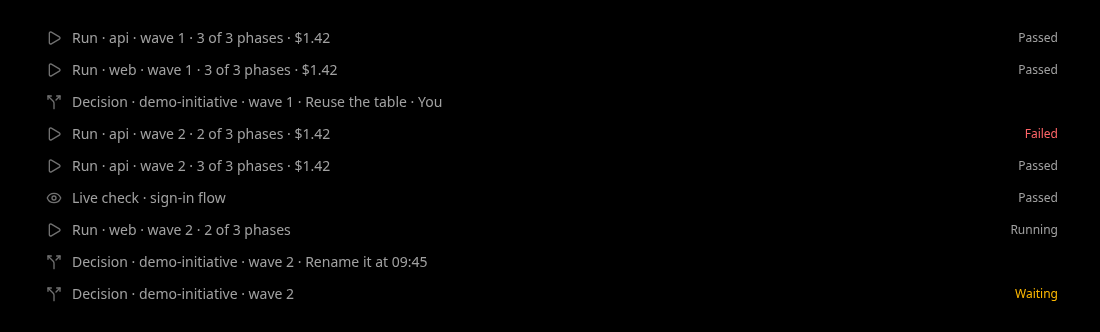 Run · api · wave 1 · 3 of 3 phases · $1.42 Passed
Run · web · wave 1 · 3 of 3 phases · $1.42 Passed
Decision · demo-initiative · wave 1 · Reuse the table · You
Run · api · wave 2 · 2 of 3 phases · $1.42 Failed
Run · api · wave 2 · 3 of 3 phases · $1.42 Passed
Live check · sign-in flow Passed
Run · web · wave 2 · 2 of 3 phases Running
Decision · demo-initiative · wave 2 · Rename it at 09:45
Decision · demo-initiative · wave 2 Waiting